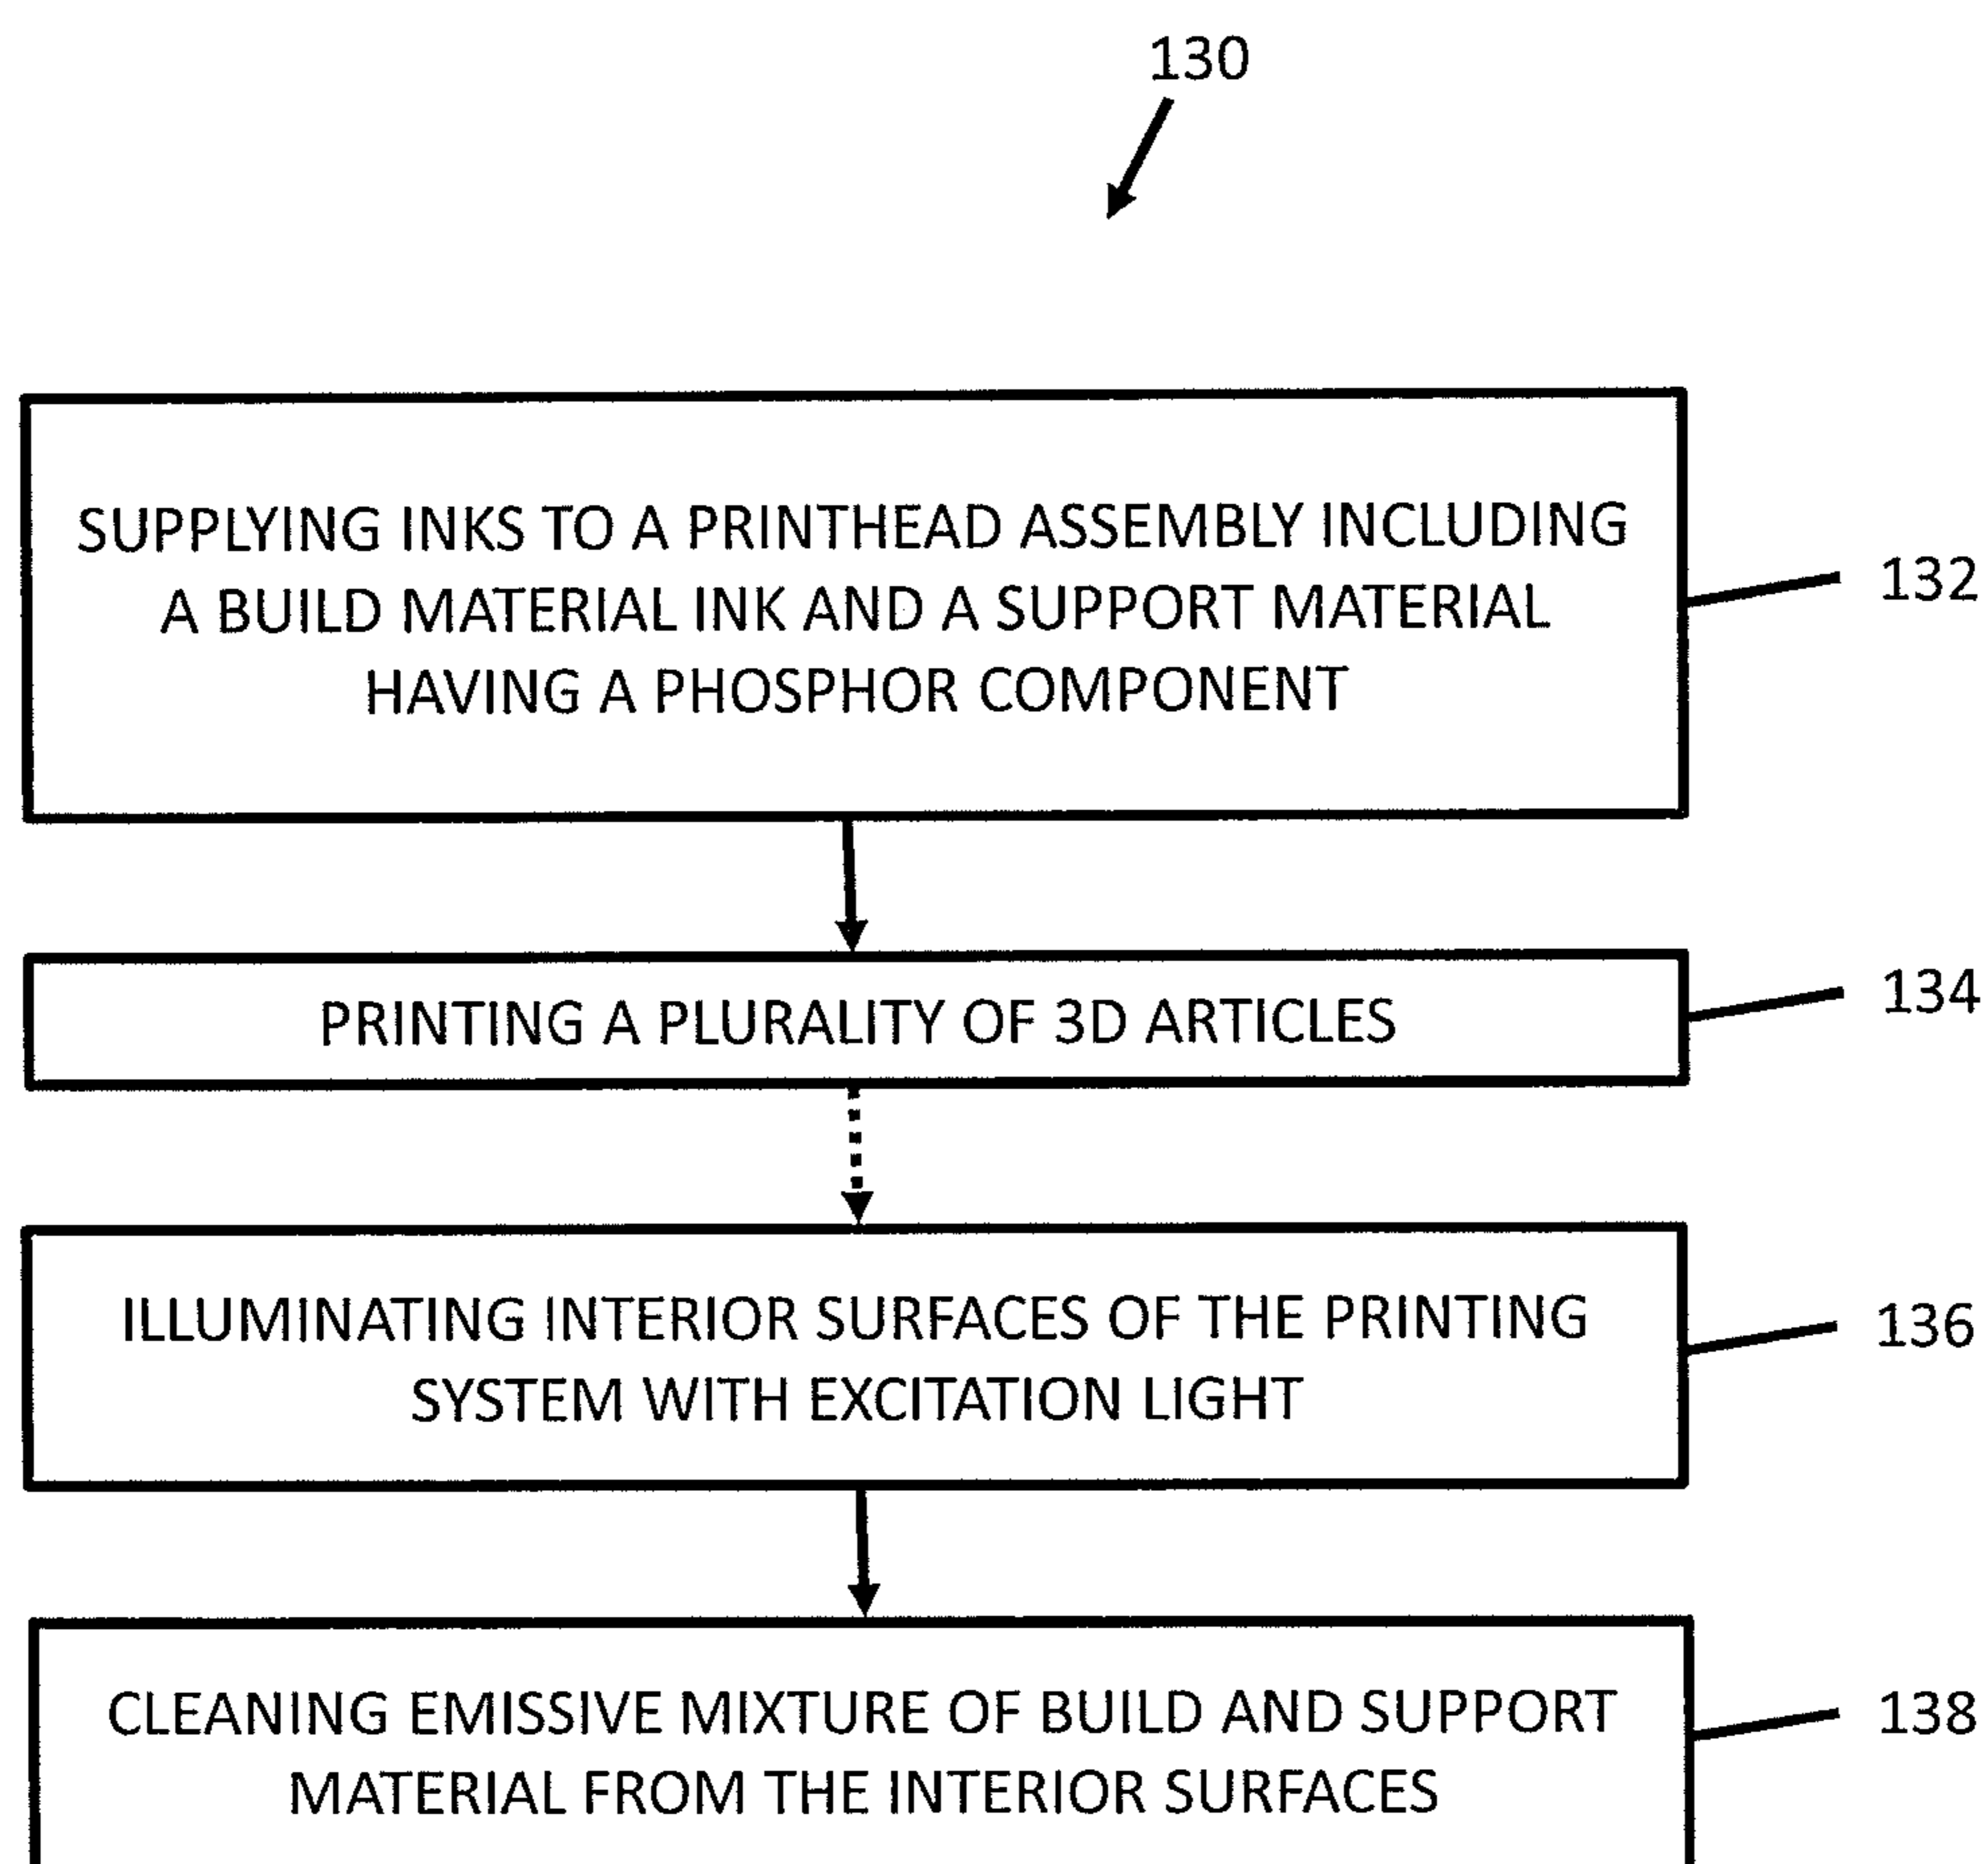 130
SUPPLYING INKS TO A PRINTHEAD ASSEMBLY INCLUDING
A BUILD MATERIAL INK AND A SUPPORT MATERIAL
HAVING A PHOSPHOR COMPONENT
132
PRINTING A PLURALITY OF 3D ARTICLES
134
ILLUMINATING INTERIOR SURFACES OF THE PRINTING
SYSTEM WITH EXCITATION LIGHT
136
CLEANING EMISSIVE MIXTURE OF BUILD AND SUPPORT
MATERIAL FROM THE INTERIOR SURFACES
138